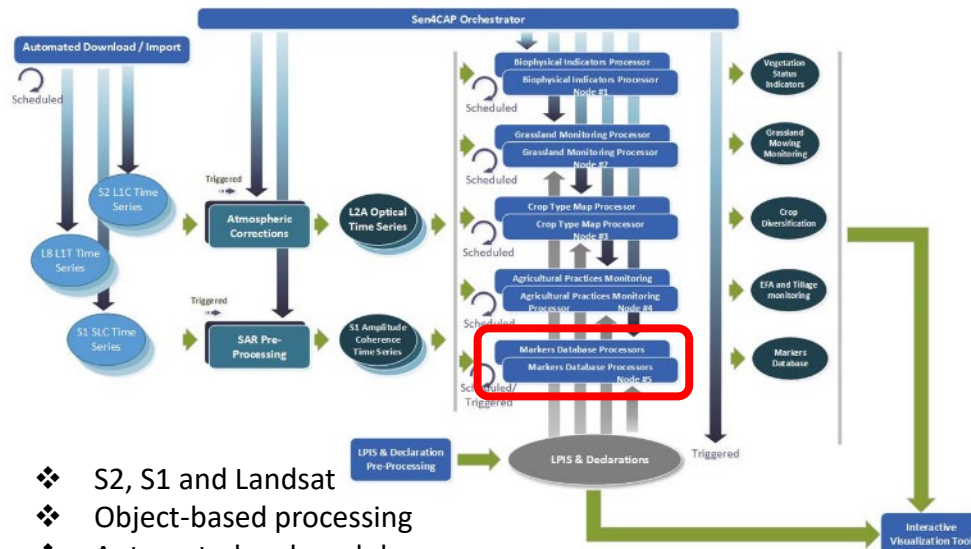 Sen4CAP Orchestrator
Automated Download / Import
Scheduled
S2 L1C Time
Series
L8 L1T Time
Series
S1 SLC Time
Series
Triggered
Atmospheric
Corrections
L2A Optical
Time Series
Triggered
SAR Pre-
Processing
S1 Amplitude
Coherence
Time Series
Biophysical Indicators Processor
Biophysical Indicators Processor
Node #1
Scheduled
Vegetation
Status
Indicators
Grassland Monitoring Processor
Grassland Monitoring Processor
Node #2
Scheduled
Grassland
Mowing
Monitoring
Crop Type Map Processor
Crop Type Map Processor
Node #3
Scheduled
Crop
Diversification
Agricultural Practices Monitoring
Agricultural Practices Monitoring
Processor Node #4
Scheduled
EFA and Tillage
monitoring
Markers Database Processors
Markers Database Processors
Node #5
Scheduled/
Triggered
Markers
Database
LPIS & Declaration
Pre-Processing
LPIS & Declarations
Triggered
Interactive
Visualization Tool
❖ S2, S1 and Landsat
❖ Object-based processing